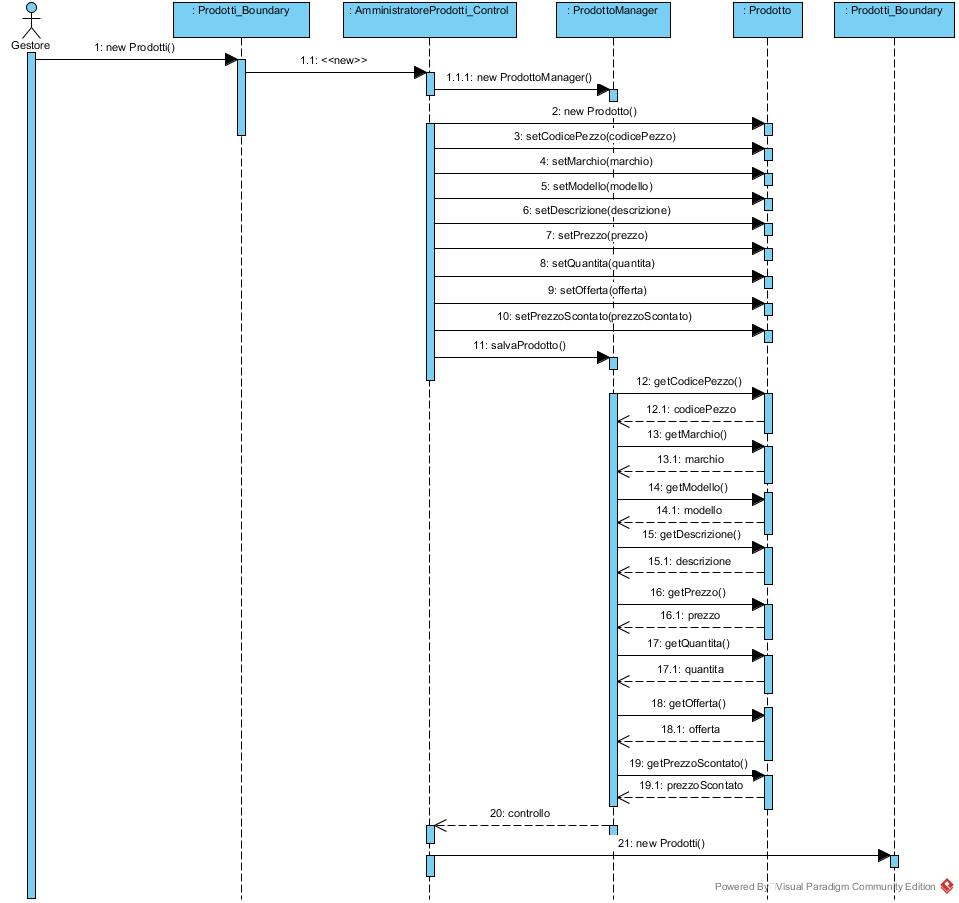 : Prodotti_Boundary
: AmministratoreProdotti_Control
: ProdottoManager
: Prodotto
: Prodotti_Boundary
Gestore
1: new Prodotti()
1.1: <<new>>
1.1.1: new ProdottoManager()
2: new Prodotto()
3: setCodicePezzo(codicePezzo)
4: setMarchio(marchio)
5: setModello(modello)
6: setDescrizione(descrizione)
7: setPrezzo(prezzo)
8: setQuantita(quantita)
9: setOfferta(offerta)
10: setPrezzoScontato(prezzoScontato)
11: salvaProdotto()
12: getCodicePezzo()
12.1: codicePezzo
13: getMarchio()
13.1: marchio
14: getModello()
14.1: modello
15: getDescrizione()
15.1: descrizione
16: getPrezzo()
16.1: prezzo
17: getQuantita()
17.1: quantita
18: getOfferta()
18.1: offerta
19: getPrezzoScontato()
19.1: prezzoScontato
20: controllo
21: new Prodotti()
Powered By Visual Paradigm Community Edition